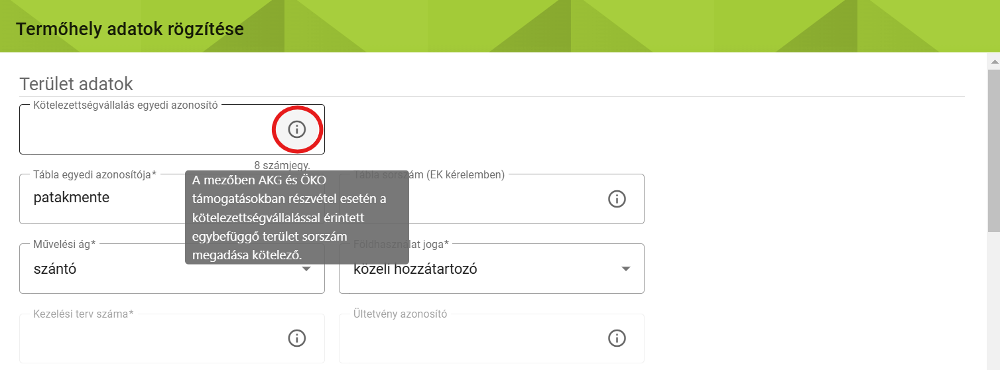 Termőhely adatok rögzítése
Terület adatok
Kötelezettségvállalás egyedi azonosító
8 számjegy.
Tábla egyedi azonosítója*
patakmente
Tábla sorszám (EK kérelemben)
A mezőben AKG és ÖKO
támogatásokban részvétel esetén a
kötelezettségvállalással érintett
egybefüggő terület sorszám
megadása kötelező.
Művelési ág*
szántó
Földhasználat joga*
közeli hozzátartozó
Kezelési terv száma*
Ültetvény azonosító